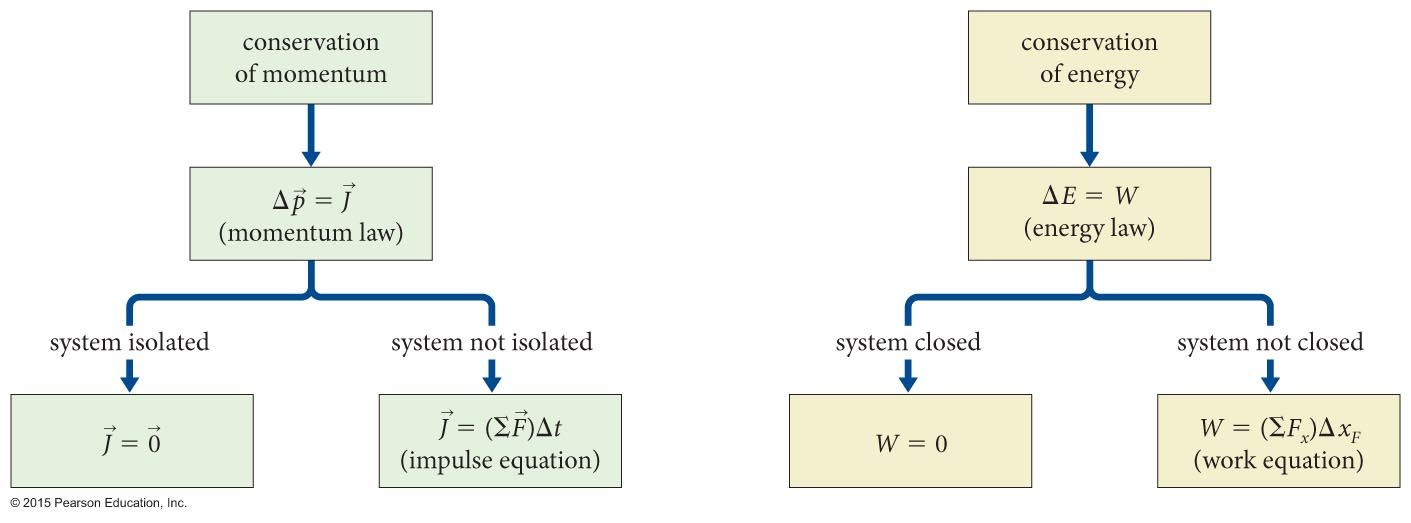 conservation
of momentum
Δp⃗ = J⃗
(momentum law)
system isolated
system not isolated
J⃗ = 0⃗
J⃗ = (ΣF⃗)Δt
(impulse equation)
conservation
of energy
ΔE = W
(energy law)
system closed
system not closed
W = 0
W = (ΣFₓ)Δx_F
(work equation)
© 2015 Pearson Education, Inc.